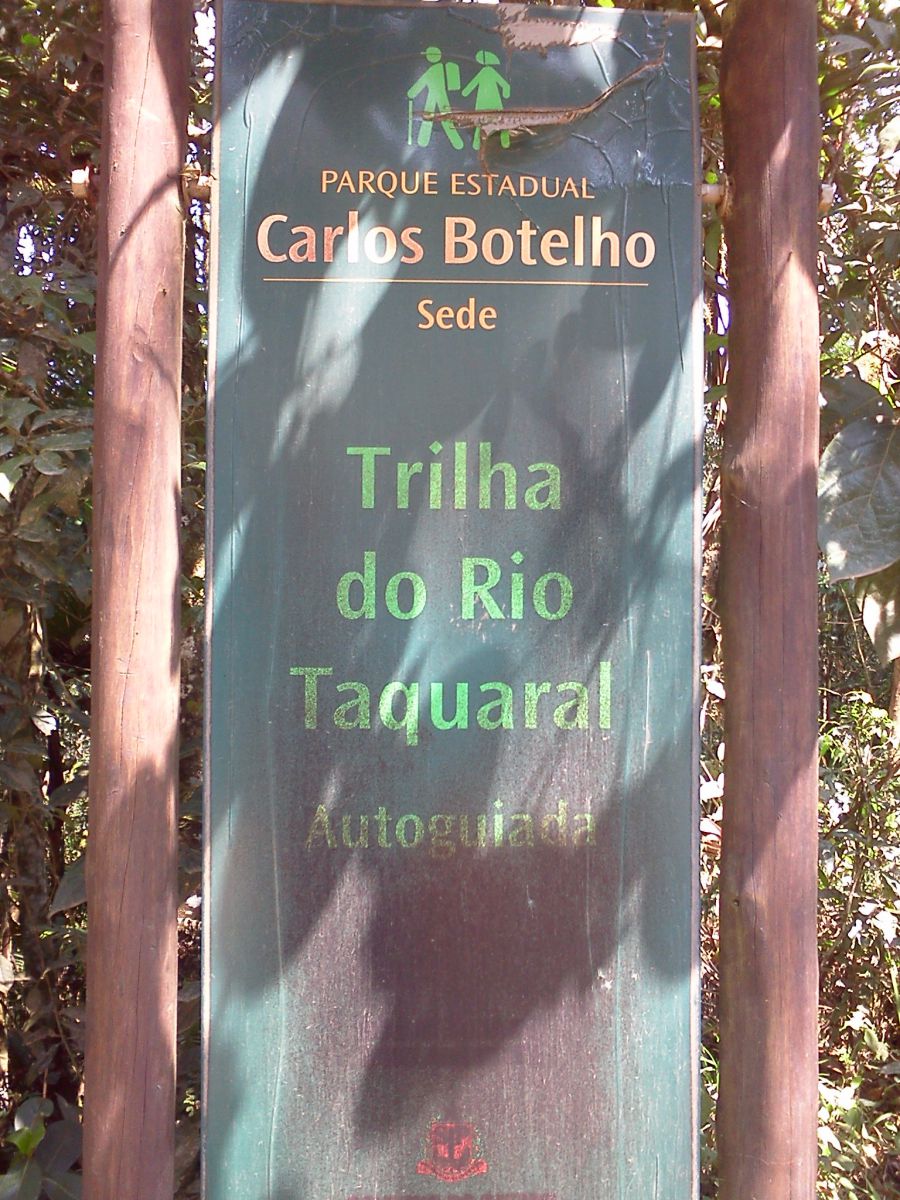 PARQUE ESTADUAL
Carlos Botelho
Sede
Trilha
do Rio
Taquaral
Autoguiada